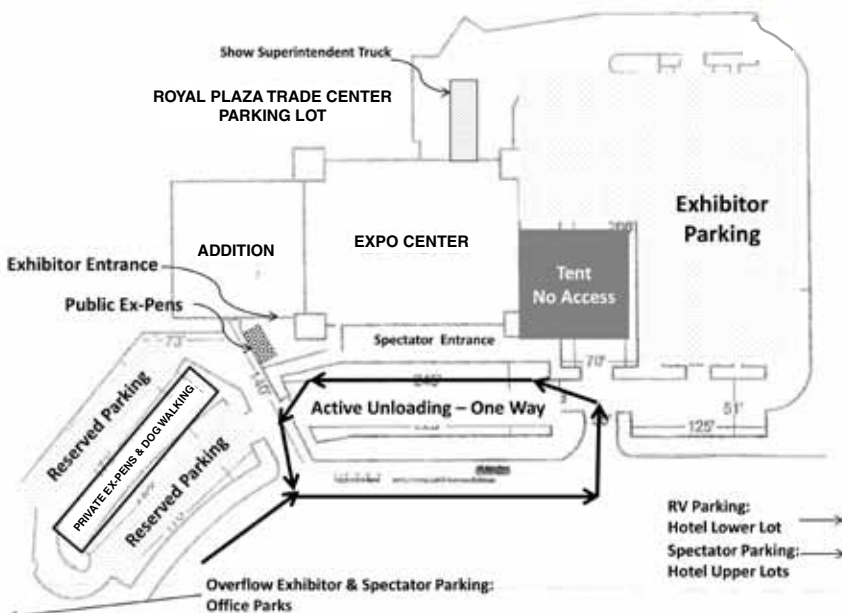 Show Superintendent Truck
ROYAL PLAZA TRADE CENTER
PARKING LOT
Exhibitor
Parking
ADDITION
EXPO CENTER
Exhibitor Entrance
Tent
No Access
Public Ex-Pens
Spectator Entrance
73'
70'
140'
Active Unloading – One Way
51'
125'
Reserved Parking
PRIVATE EX-PENS & DOG WALKING
Reserved Parking
RV Parking:
Hotel Lower Lot
Spectator Parking:
Hotel Upper Lots
Overflow Exhibitor & Spectator Parking:
Office Parks